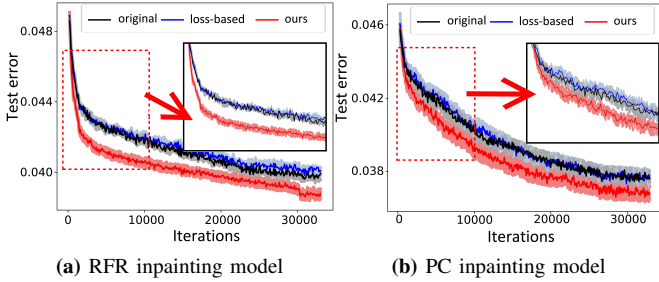 original loss-based ours
0.048
0.044
0.040
Test error
0 10000 20000 30000
Iterations
(a) RFR inpainting model
original loss-based ours
0.046
0.042
0.038
Test error
0 10000 20000 30000
Iterations
(b) PC inpainting model